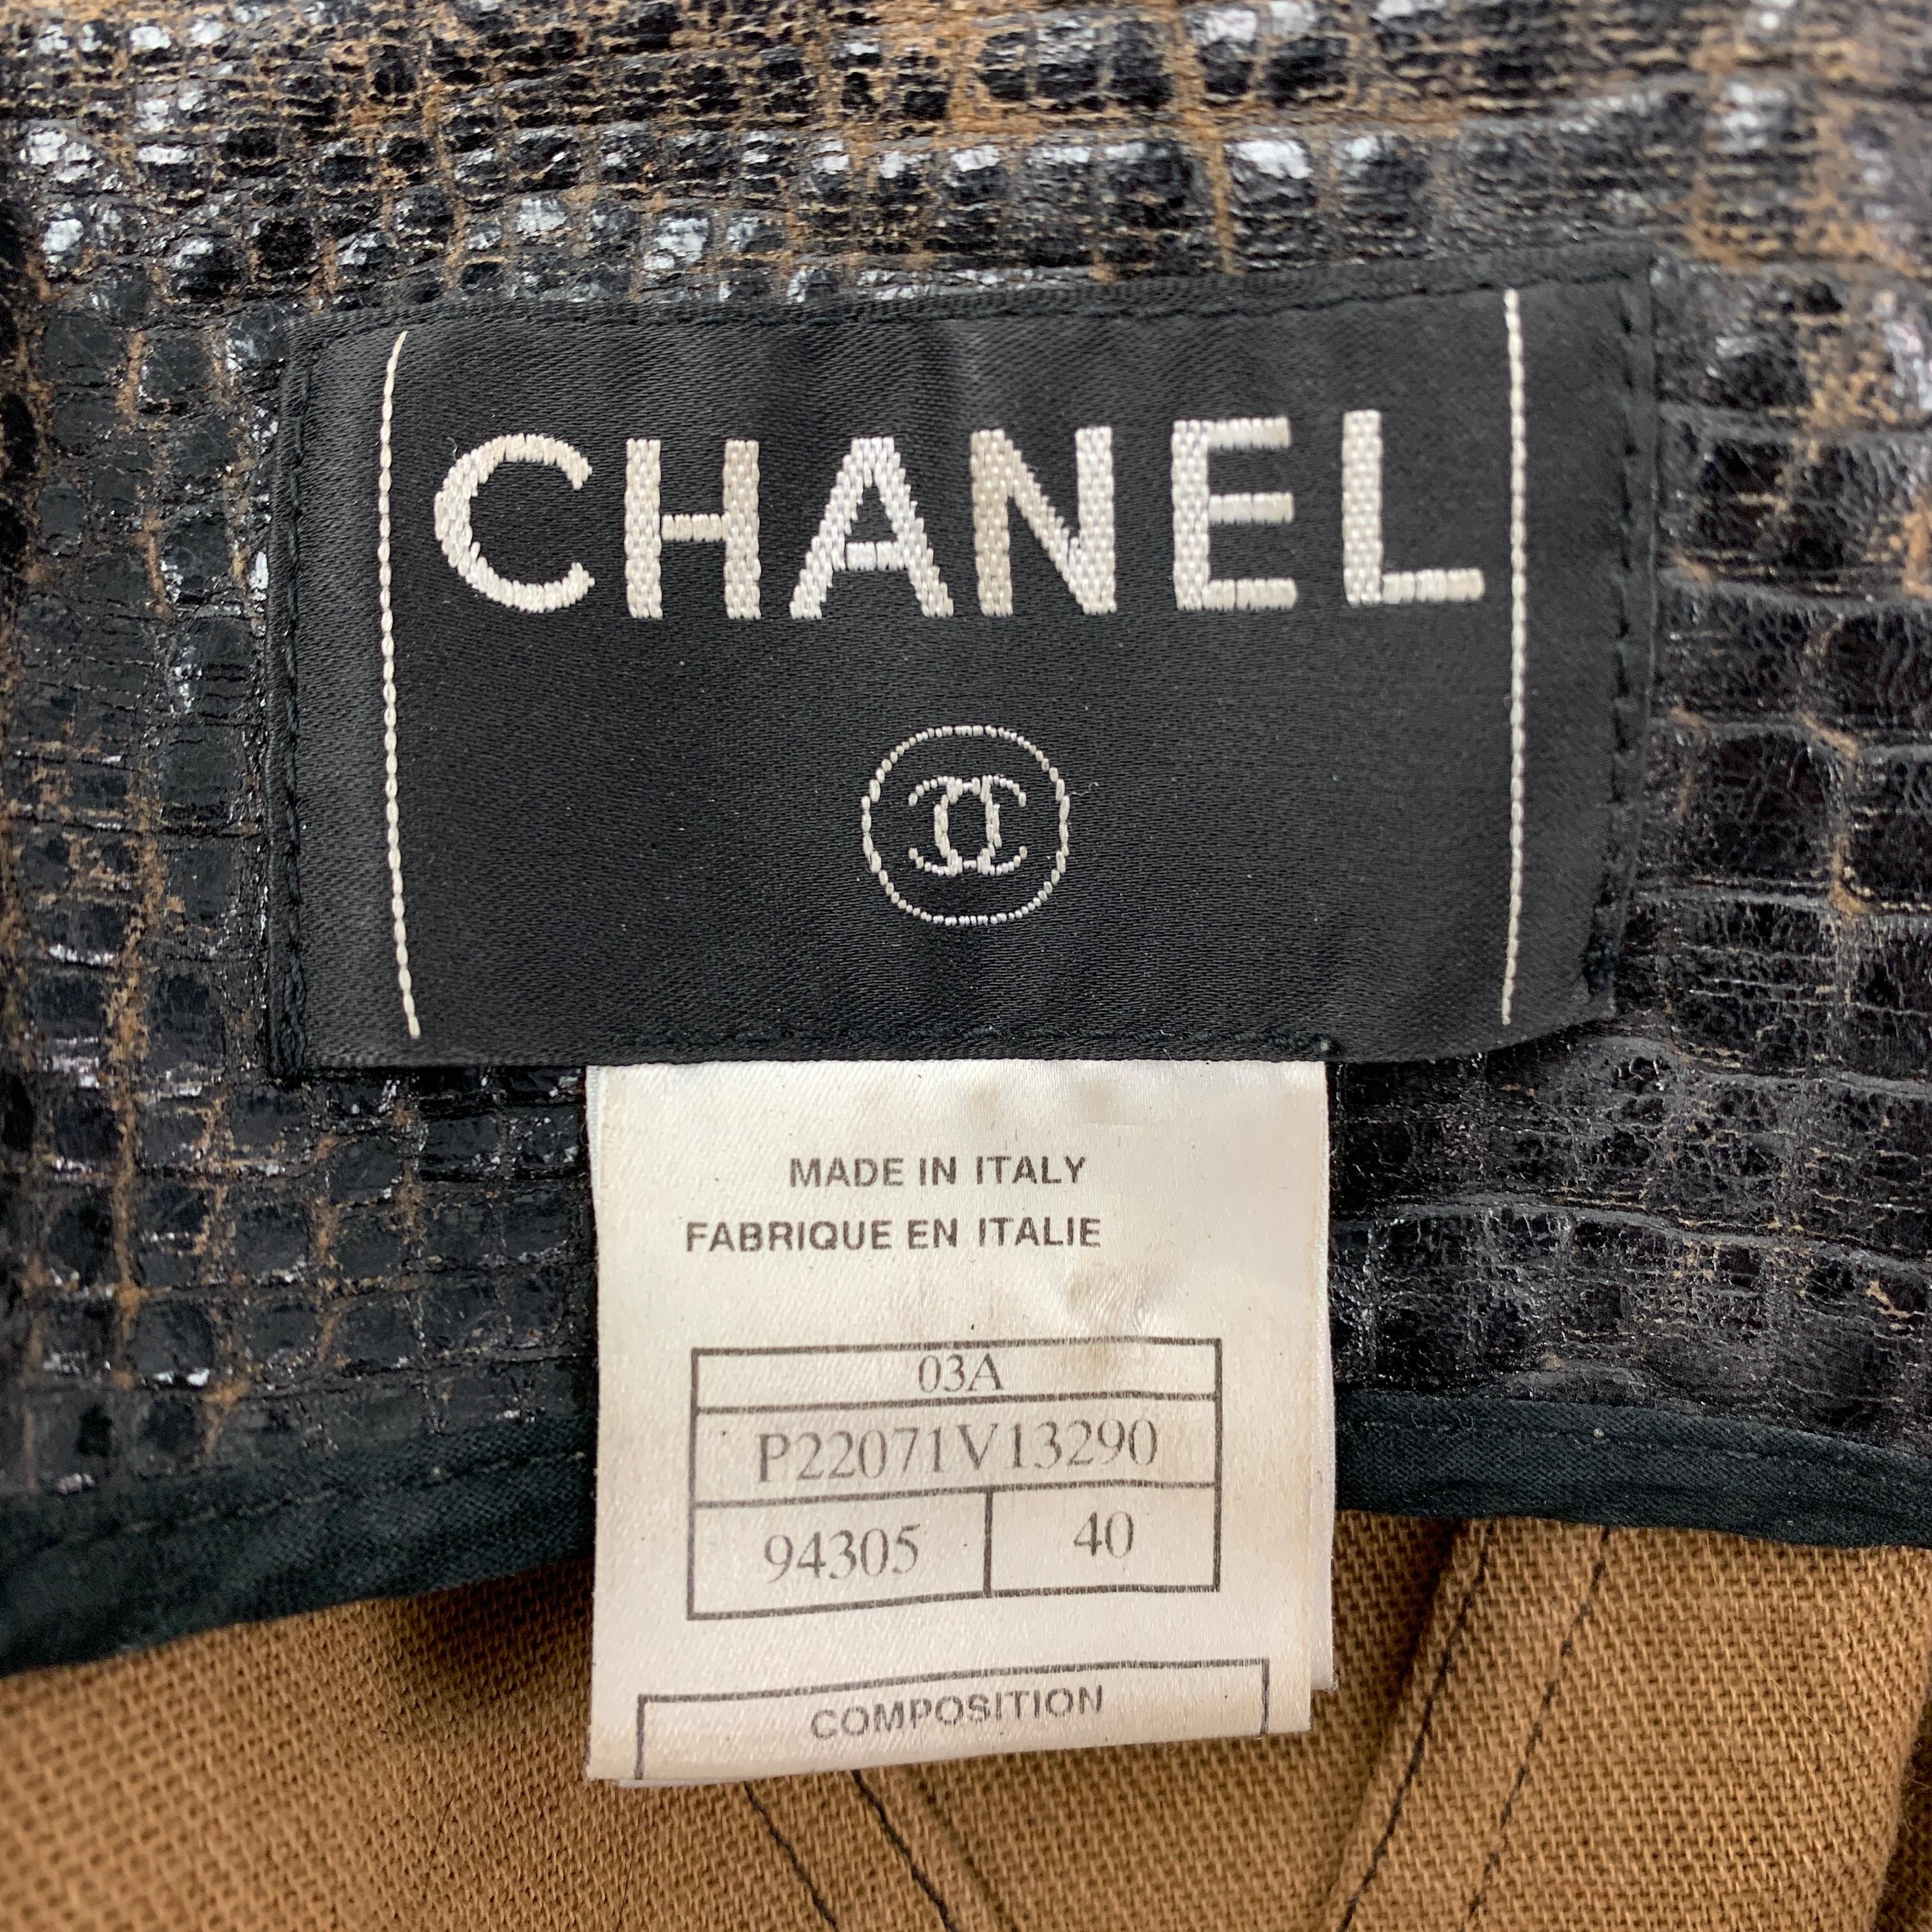 CHANEL
MADE IN ITALY
FABRIQUE EN ITALIE
03A
P22071V13290
94305 40
COMPOSITION